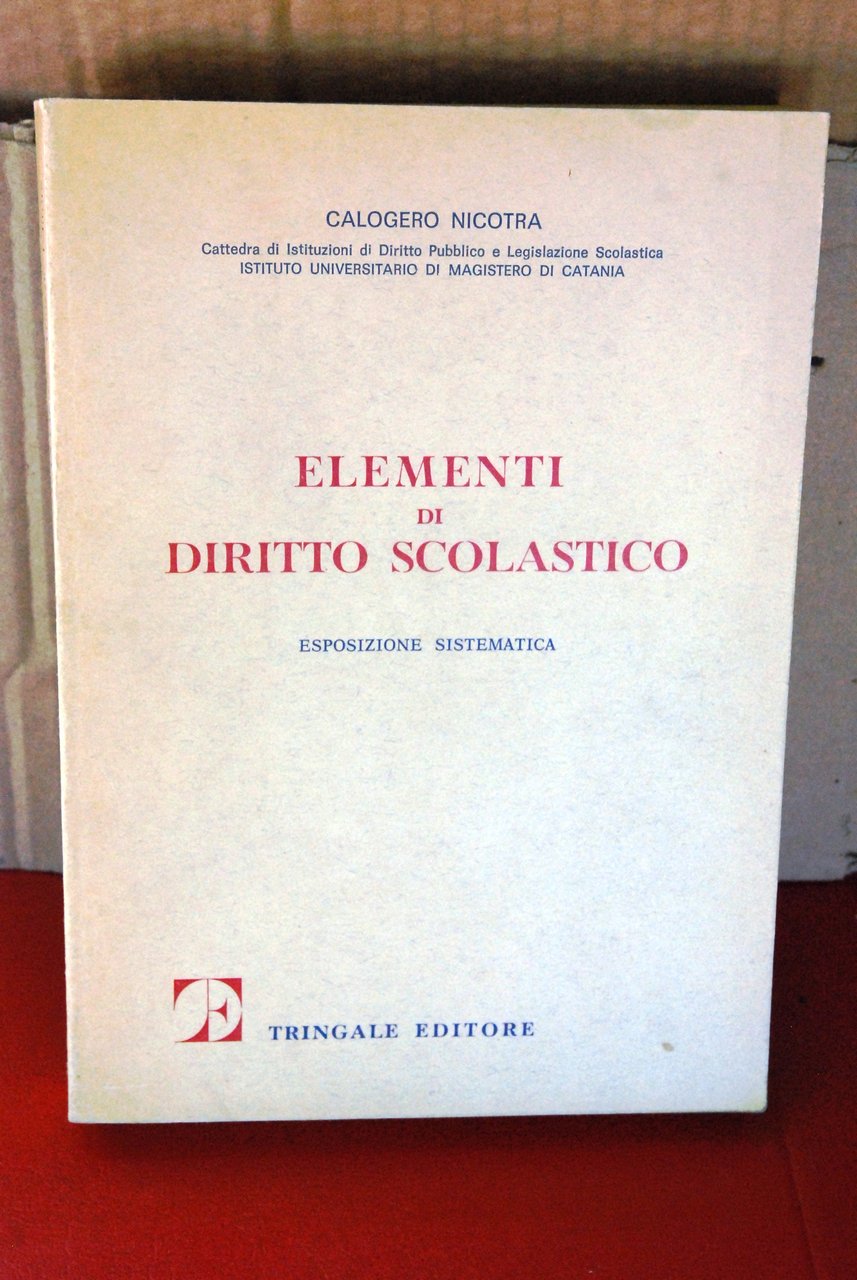 CALOGERO NICOTRA
Cattedra di Istituzioni di Diritto Pubblico e Legislazione Scolastica
ISTITUTO UNIVERSITARIO DI MAGISTERO DI CATANIA
ELEMENTI
DI
DIRITTO SCOLASTICO
ESPOSIZIONE SISTEMATICA
TE TRINGALE EDITORE